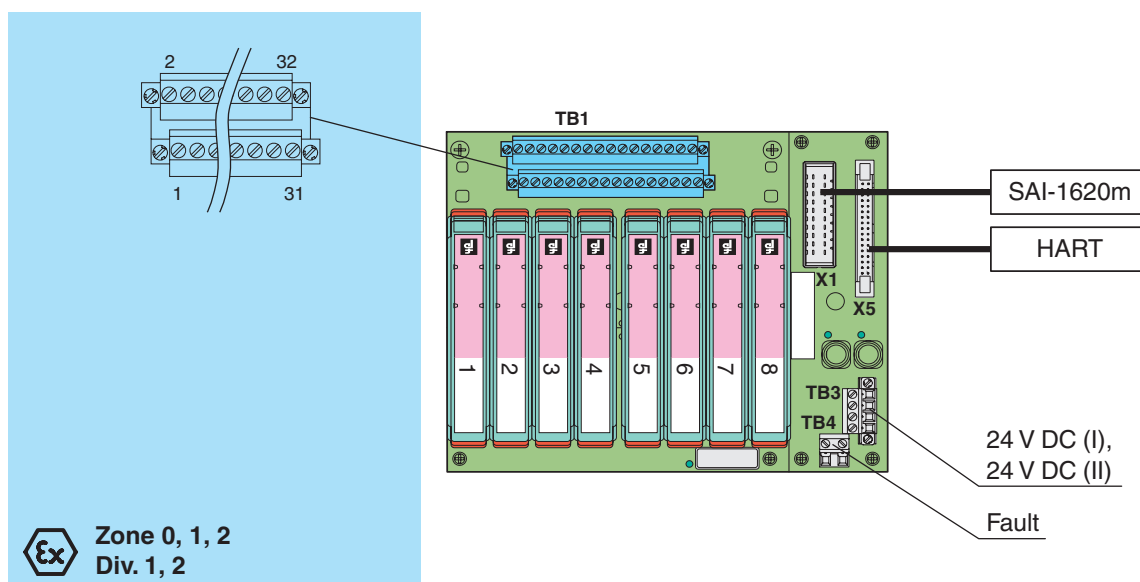 2 32
1 31
TB1
SAI-1620m
HART
X1
X5
1 2 3 4 5 6 7 8
TB3
TB4
24 V DC (I),
24 V DC (II)
Fault
Ex
Zone 0, 1, 2
Div. 1, 2